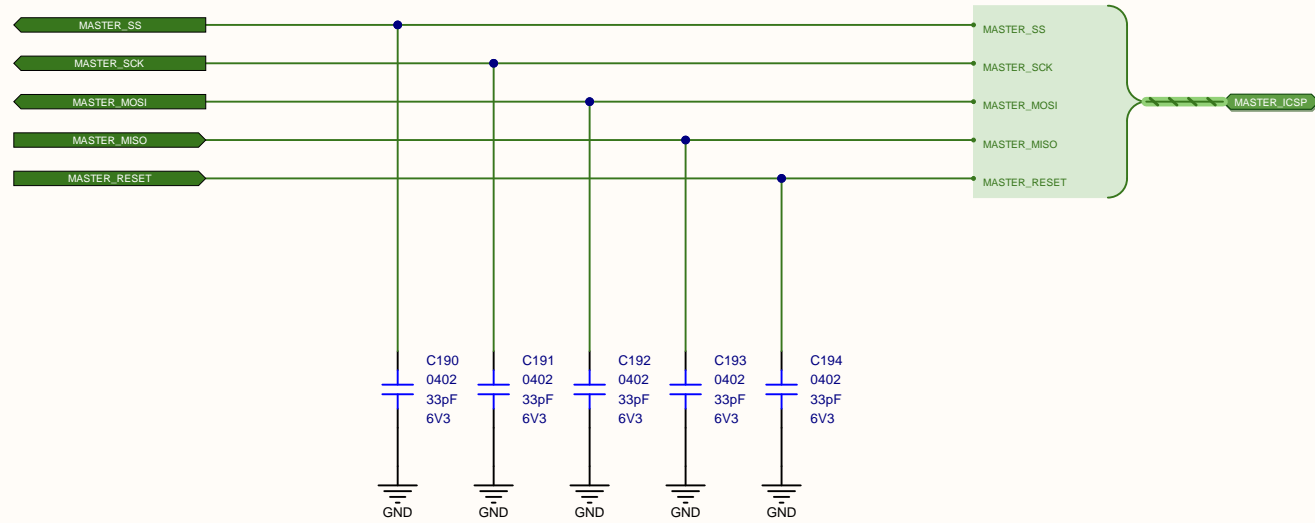 MASTER_SS
MASTER_SS
MASTER_SCK
MASTER_SCK
MASTER_MOSI
MASTER_MOSI
MASTER_ICSP
MASTER_MISO
MASTER_MISO
MASTER_RESET
MASTER_RESET
C190 C191 C192 C193 C194
0402 0402 0402 0402 0402
33pF 33pF 33pF 33pF 33pF
6V3 6V3 6V3 6V3 6V3
GND GND GND GND GND